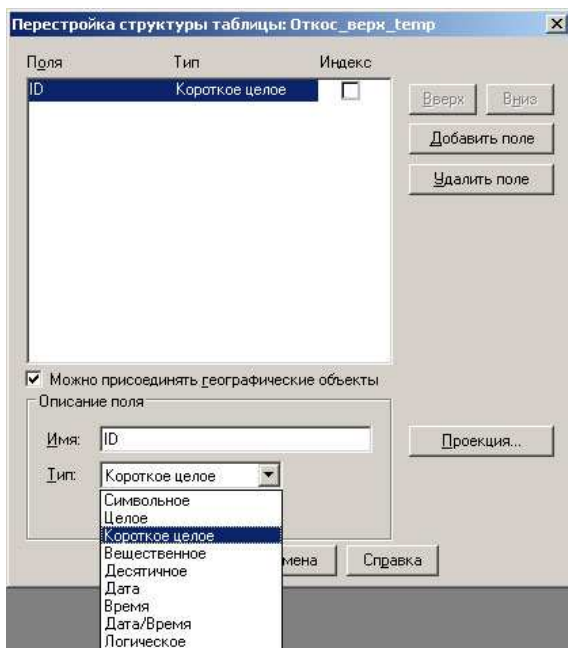 Перестройка структуры таблицы: Откос_верх_temp
Поля Тип Индекс
ID Короткое целое
Вверх Вниз
Добавить поле
Удалить поле
Можно присоединять географические объекты
Описание поля
Имя: ID
Проекция...
Тип: Короткое целое
Символьное
Целое
Короткое целое
Вещественное
мена Справка
Десятичное
Дата
Время
Дата/Время
Логическое